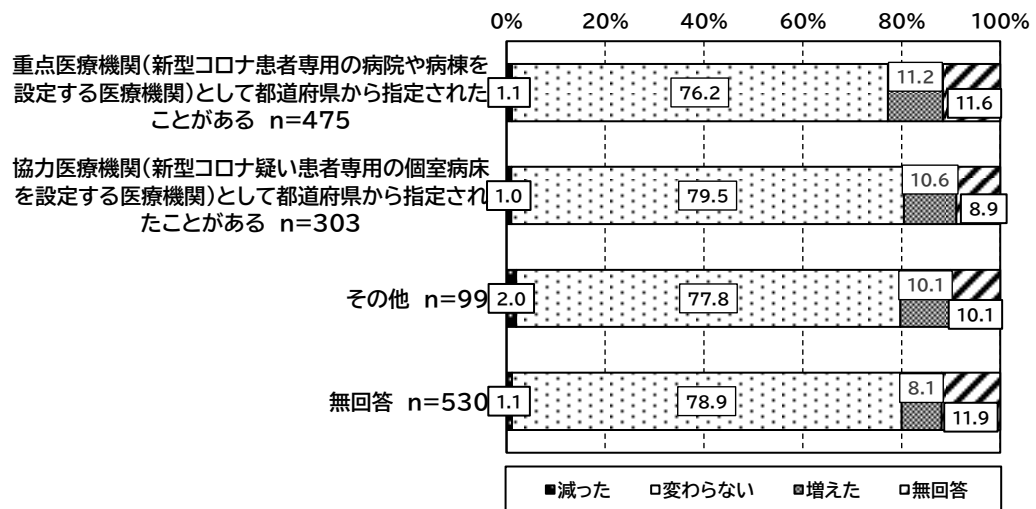 0% 20% 40% 60% 80% 100%
重点医療機関（新型コロナ患者専用の病院や病棟を
設定する医療機関）として都道府県から指定された
ことがある n=475
1.1 76.2 11.2 11.6
協力医療機関（新型コロナ疑い患者専用の個室病床
を設定する医療機関）として都道府県から指定され
たことがある n=303
1.0 79.5 10.6 8.9
その他 n=99
2.0 77.8 10.1 10.1
無回答 n=530
1.1 78.9 8.1 11.9
減った 変わらない 増えた 無回答